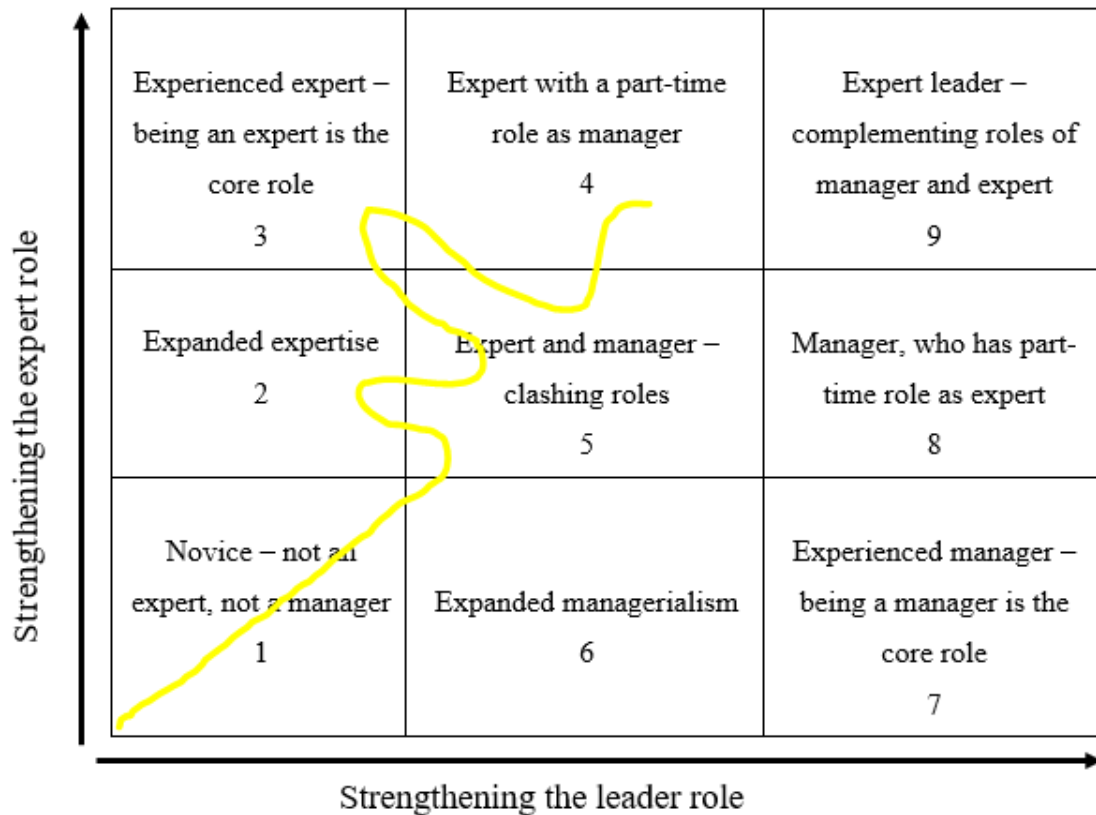 Strengthening the expert role
Experienced expert –
being an expert is the
core role
3
Expert with a part-time
role as manager
4
Expert leader –
complementing roles of
manager and expert
9
Expanded expertise
2
Expert and manager –
clashing roles
5
Manager, who has part-
time role as expert
8
Novice – not an
expert, not a manager
1
Expanded managerialism
6
Experienced manager –
being a manager is the
core role
7
Strengthening the leader role